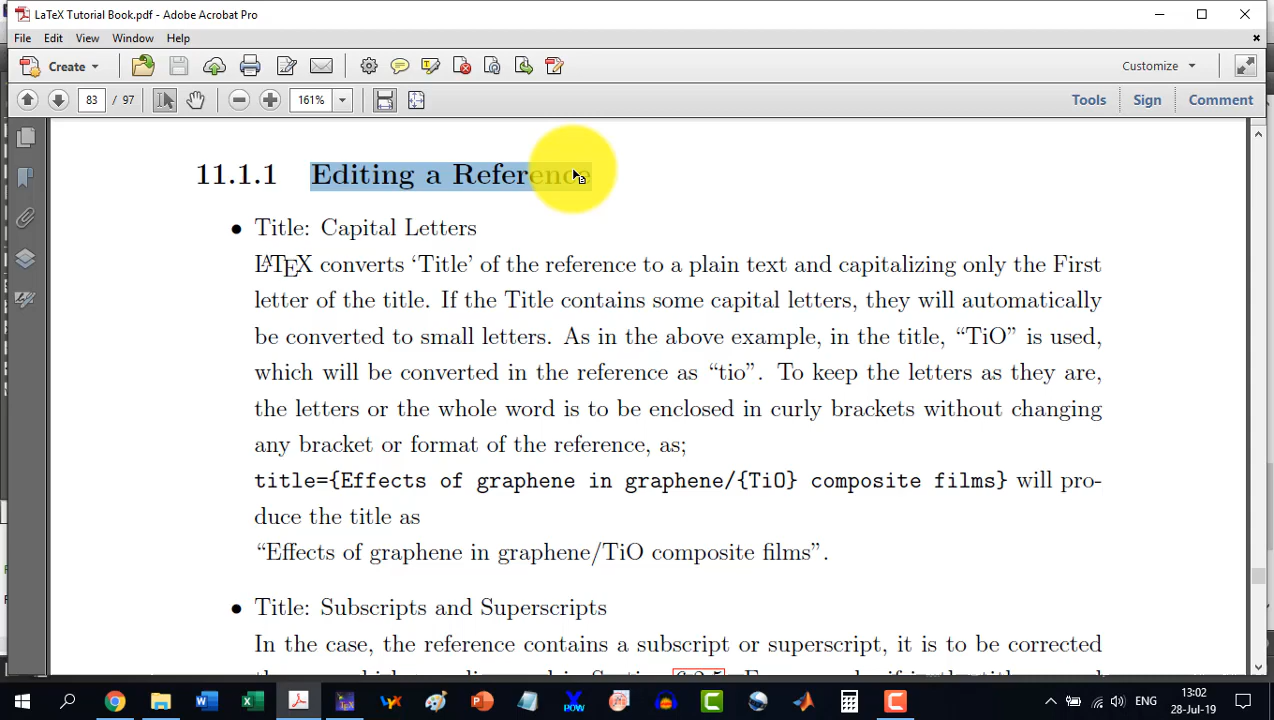 LaTeX Tutorial Book.pdf - Adobe Acrobat Pro
File Edit View Window Help
Create
Customize
83 / 97
161%
Tools Sign Comment
11.1.1 Editing a Reference
• Title: Capital Letters
LATEX converts ‘Title’ of the reference to a plain text and capitalizing only the First
letter of the title. If the Title contains some capital letters, they will automatically
be converted to small letters. As in the above example, in the title, “TiO” is used,
which will be converted in the reference as “tio”. To keep the letters as they are,
the letters or the whole word is to be enclosed in curly brackets without changing
any bracket or format of the reference, as;
title={Effects of graphene in graphene/{TiO} composite films} will pro-
duce the title as
“Effects of graphene in graphene/TiO composite films”.
• Title: Subscripts and Superscripts
In the case, the reference contains a subscript or superscript, it is to be corrected
ENG
13:02
28-Jul-19